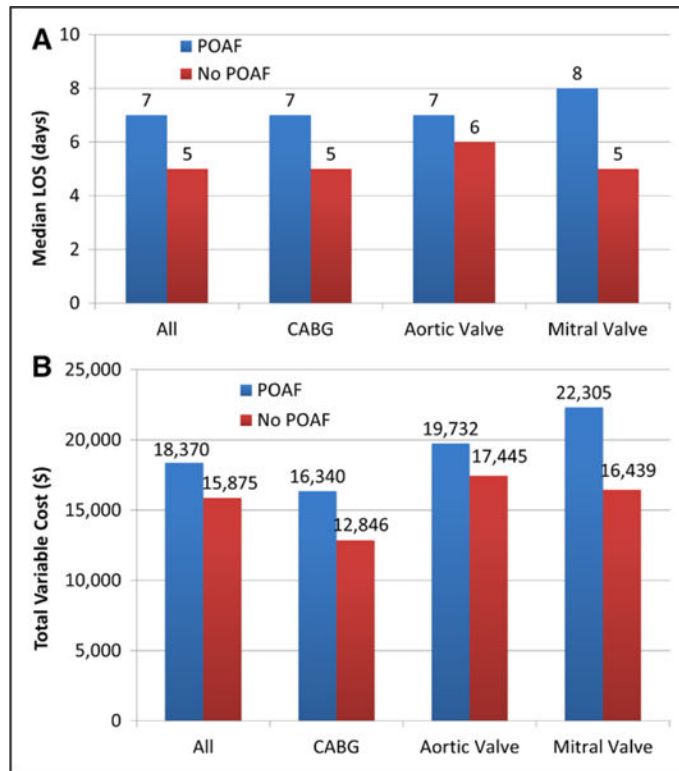 A
Median LOS (days)
10
8
6
4
2
0
POAF
No POAF
7
5
7
5
7
6
8
5
All
CABG
Aortic Valve
Mitral Valve
B
Total Variable Cost ($)
25,000
20,000
15,000
10,000
5,000
0
POAF
No POAF
18,370
15,875
16,340
12,846
19,732
17,445
22,305
16,439
All
CABG
Aortic Valve
Mitral Valve